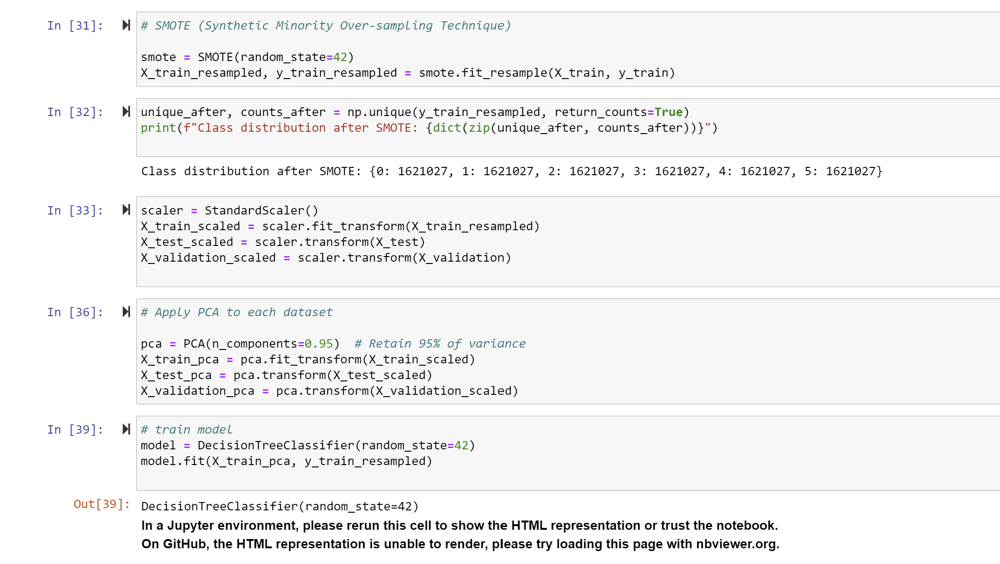 In [31]:
# SMOTE (Synthetic Minority Over-sampling Technique)
smote = SMOTE(random_state=42)
X_train_resampled, y_train_resampled = smote.fit_resample(X_train, y_train)
In [32]:
unique_after, counts_after = np.unique(y_train_resampled, return_counts=True)
print(f"Class distribution after SMOTE: {dict(zip(unique_after, counts_after))}")
Class distribution after SMOTE: {0: 1621027, 1: 1621027, 2: 1621027, 3: 1621027, 4: 1621027, 5: 1621027}
In [33]:
scaler = StandardScaler()
X_train_scaled = scaler.fit_transform(X_train_resampled)
X_test_scaled = scaler.transform(X_test)
X_validation_scaled = scaler.transform(X_validation)
In [36]:
# Apply PCA to each dataset
pca = PCA(n_components=0.95)  # Retain 95% of variance
X_train_pca = pca.fit_transform(X_train_scaled)
X_test_pca = pca.transform(X_test_scaled)
X_validation_pca = pca.transform(X_validation_scaled)
In [39]:
# train model
model = DecisionTreeClassifier(random_state=42)
model.fit(X_train_pca, y_train_resampled)
Out[39]:
DecisionTreeClassifier(random_state=42)
In a Jupyter environment, please rerun this cell to show the HTML representation or trust the notebook.
On GitHub, the HTML representation is unable to render, please try loading this page with nbviewer.org.